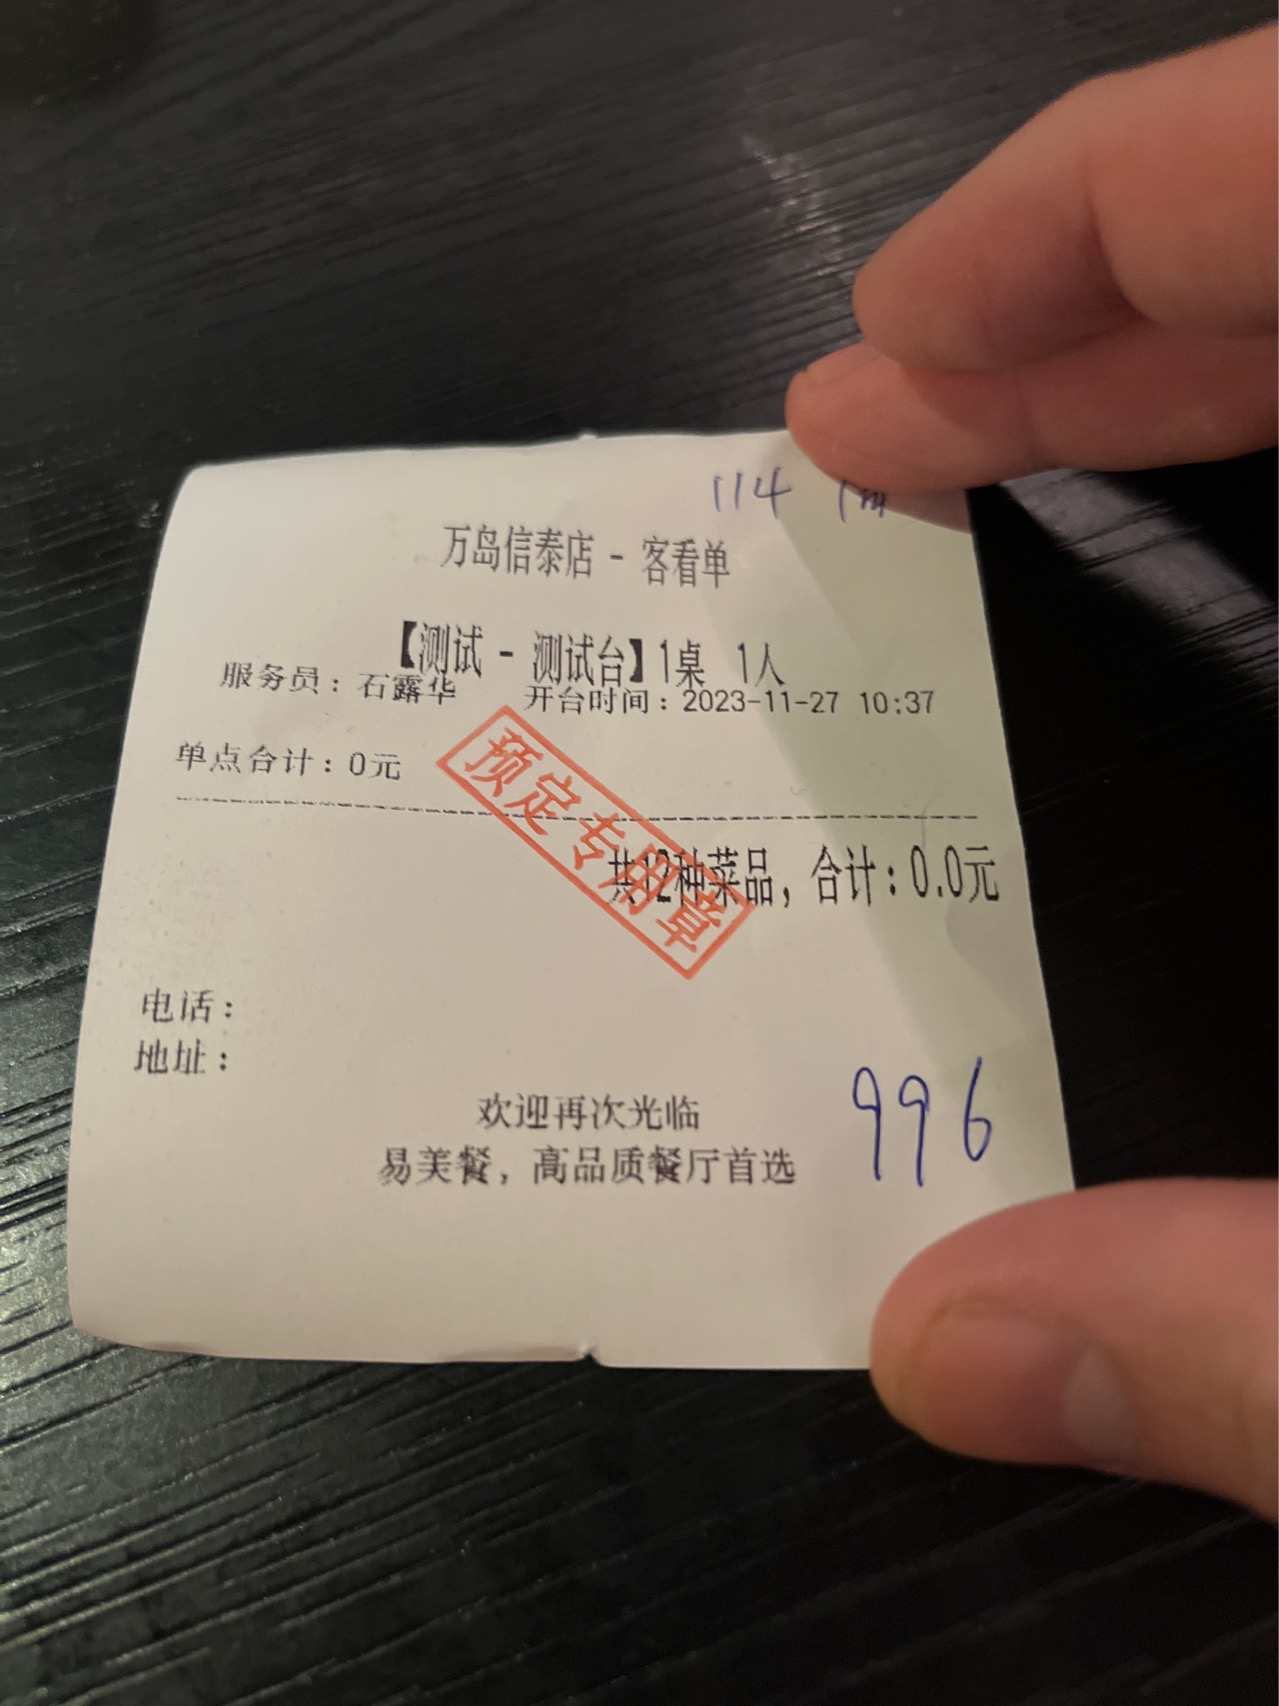 114
万岛信泰店 - 客看单
【测试 - 测试台】1桌 1人
服务员：石露华 开台时间：2023-11-27 10:37
单点合计：0元
预定专用章
共12种菜品，合计：0.0元
电话：
地址：
欢迎再次光临
易美餐，高品质餐厅首选
996